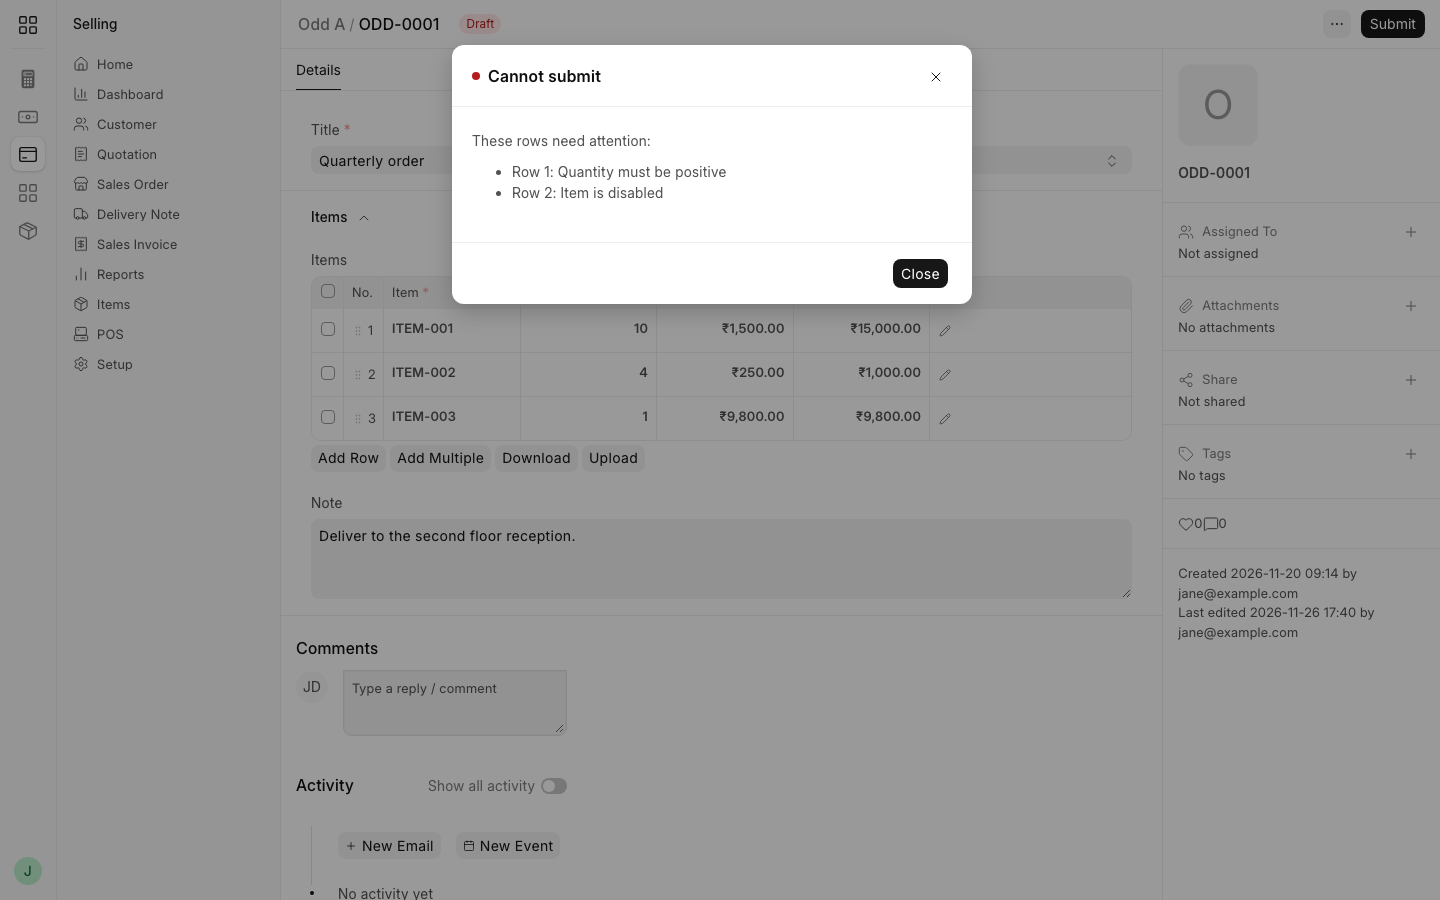 Selling
Home
Dashboard
Customer
Quotation
Sales Order
Delivery Note
Sales Invoice
Reports
Items
POS
Setup
J
Odd A / ODD-0001
Draft
···
Submit
Details
Title *
Quarterly order
Items
Items
No. Item *
1 ITEM-001 10 ₹1,500.00 ₹15,000.00
2 ITEM-002 4 ₹250.00 ₹1,000.00
3 ITEM-003 1 ₹9,800.00 ₹9,800.00
Add Row Add Multiple Download Upload
Note
Deliver to the second floor reception.
Comments
JD
Type a reply / comment
Activity
Show all activity
New Email New Event
No activity yet
Cannot submit
These rows need attention:
• Row 1: Quantity must be positive
• Row 2: Item is disabled
Close
O
ODD-0001
Assigned To
Not assigned
Attachments
No attachments
Share
Not shared
Tags
No tags
0 0
Created 2026-11-20 09:14 by
jane@example.com
Last edited 2026-11-26 17:40 by
jane@example.com